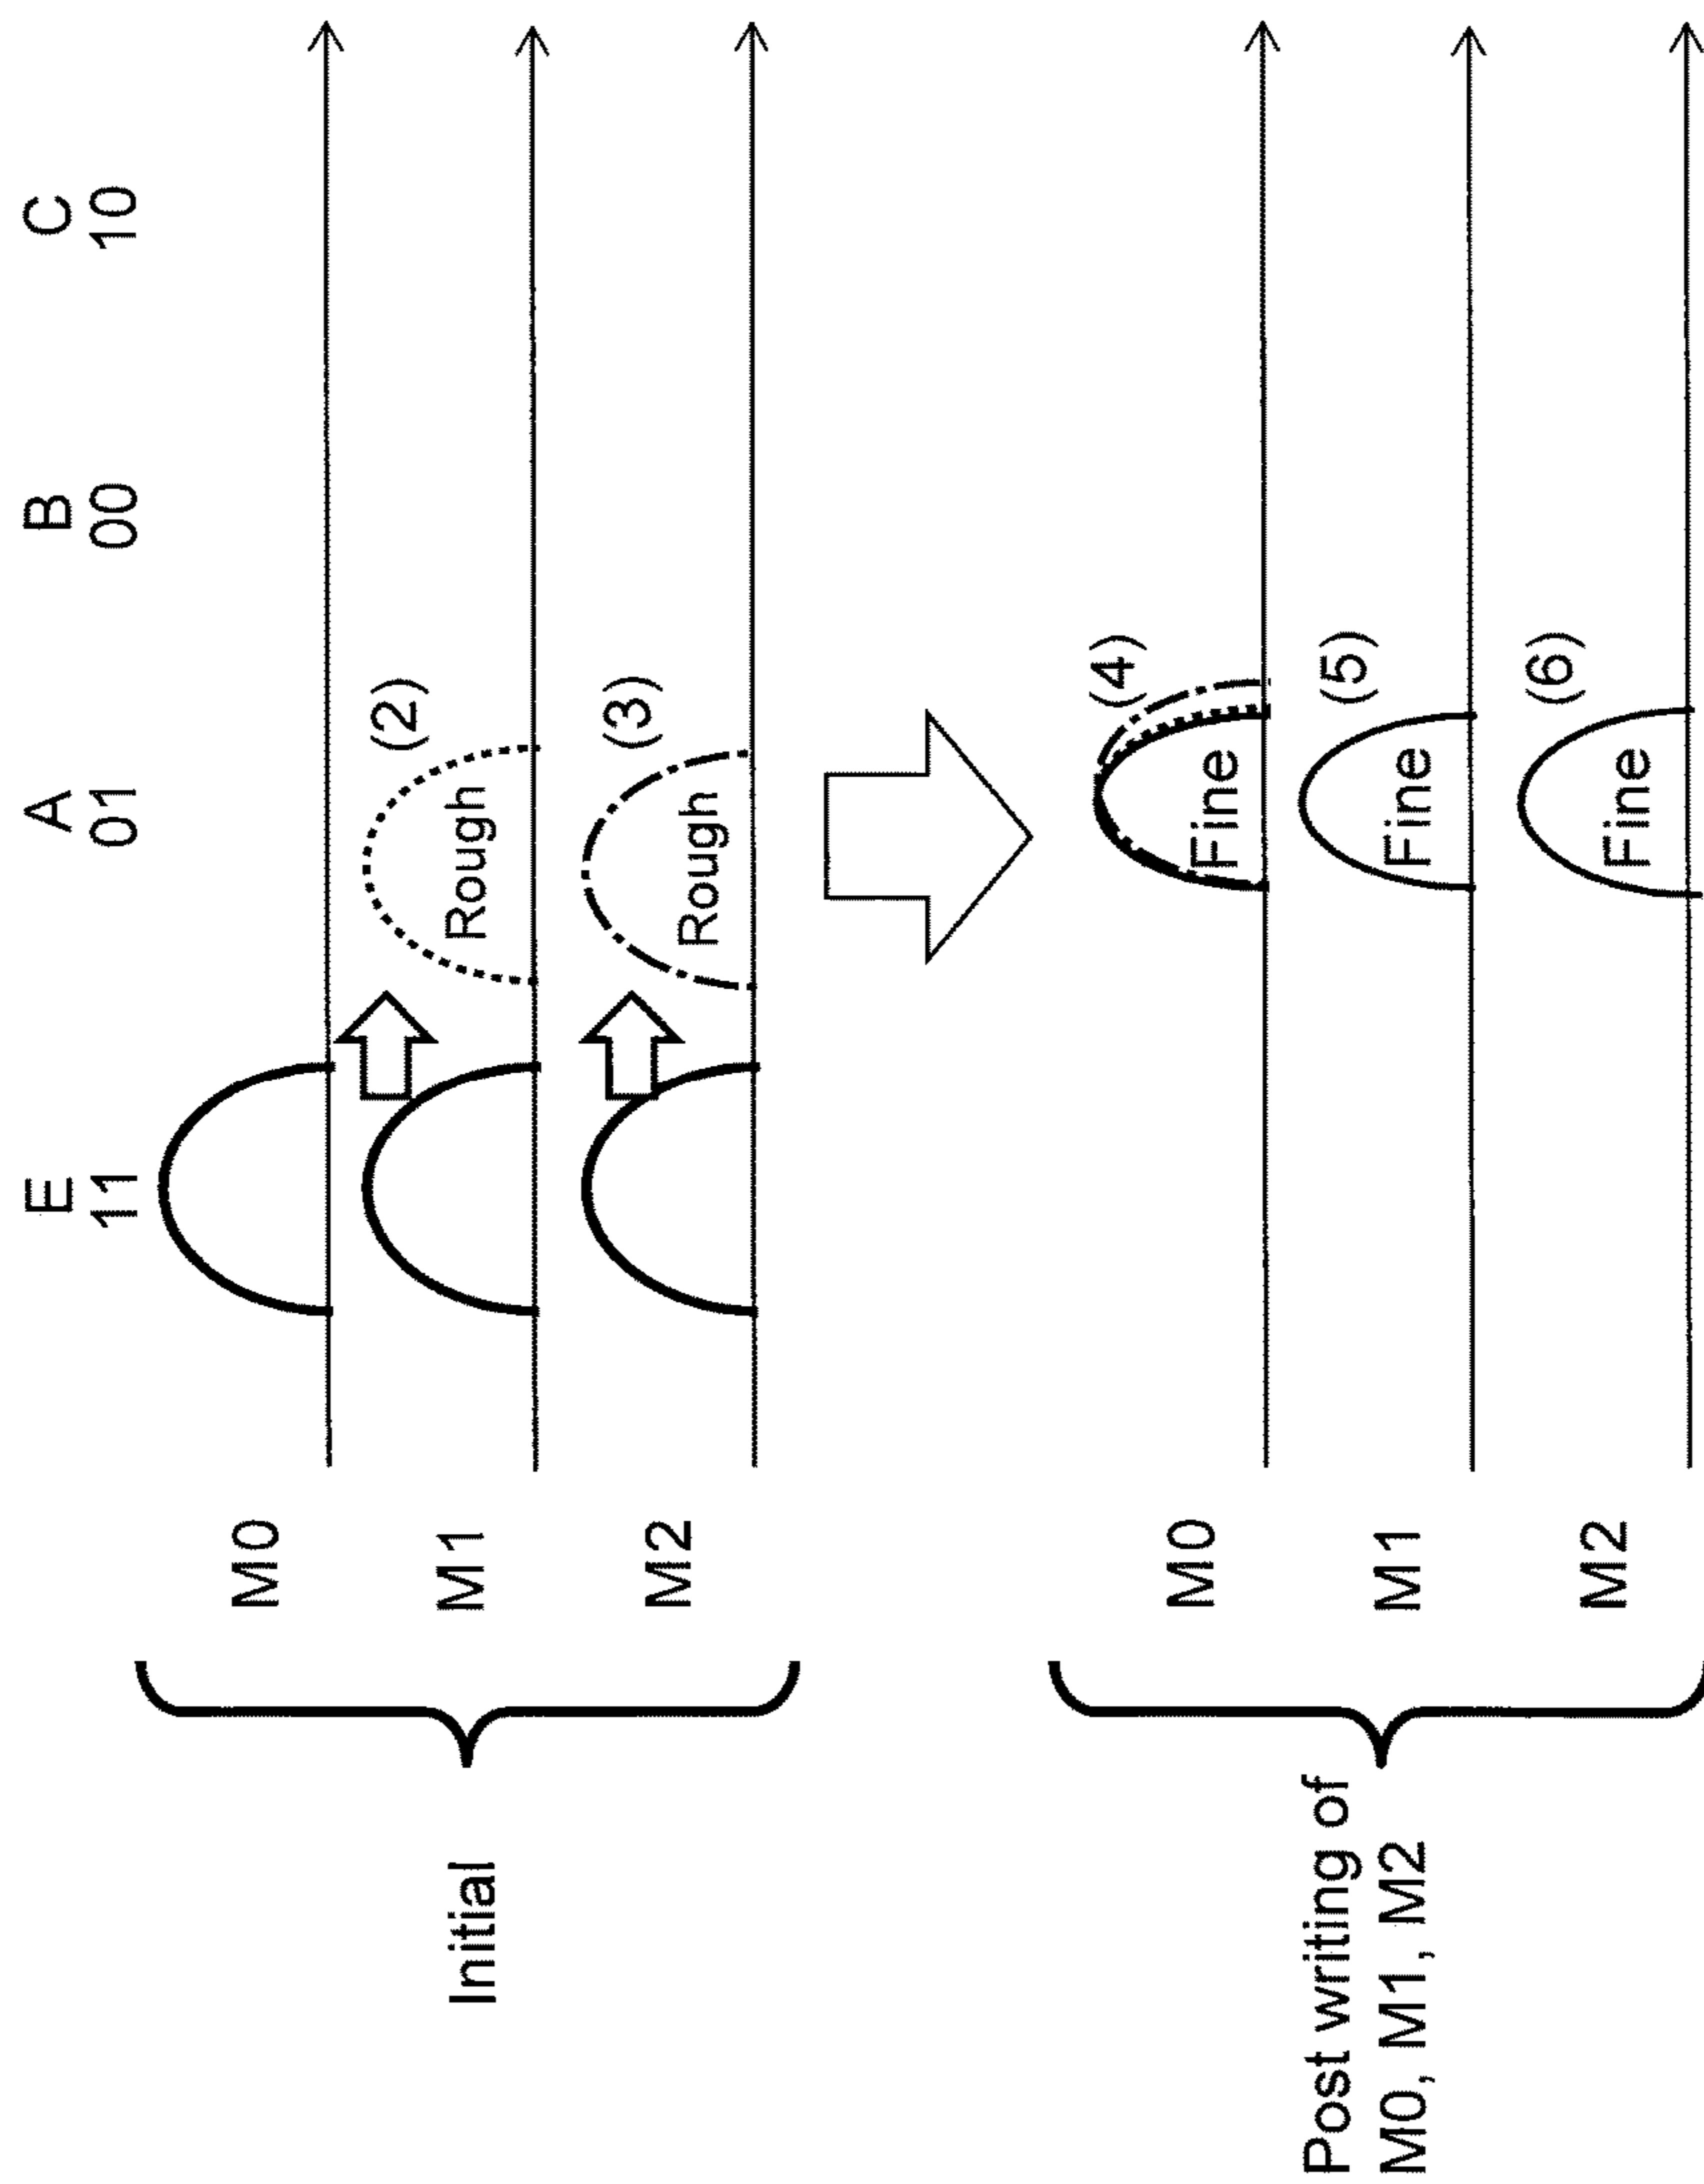 E A B C
11 01 00 10
Initial
M0
M1
(2)
Rough
M2
(3)
Rough
Post writing of
M0, M1, M2
M0
(4)
Fine
M1
(5)
Fine
M2
(6)
Fine